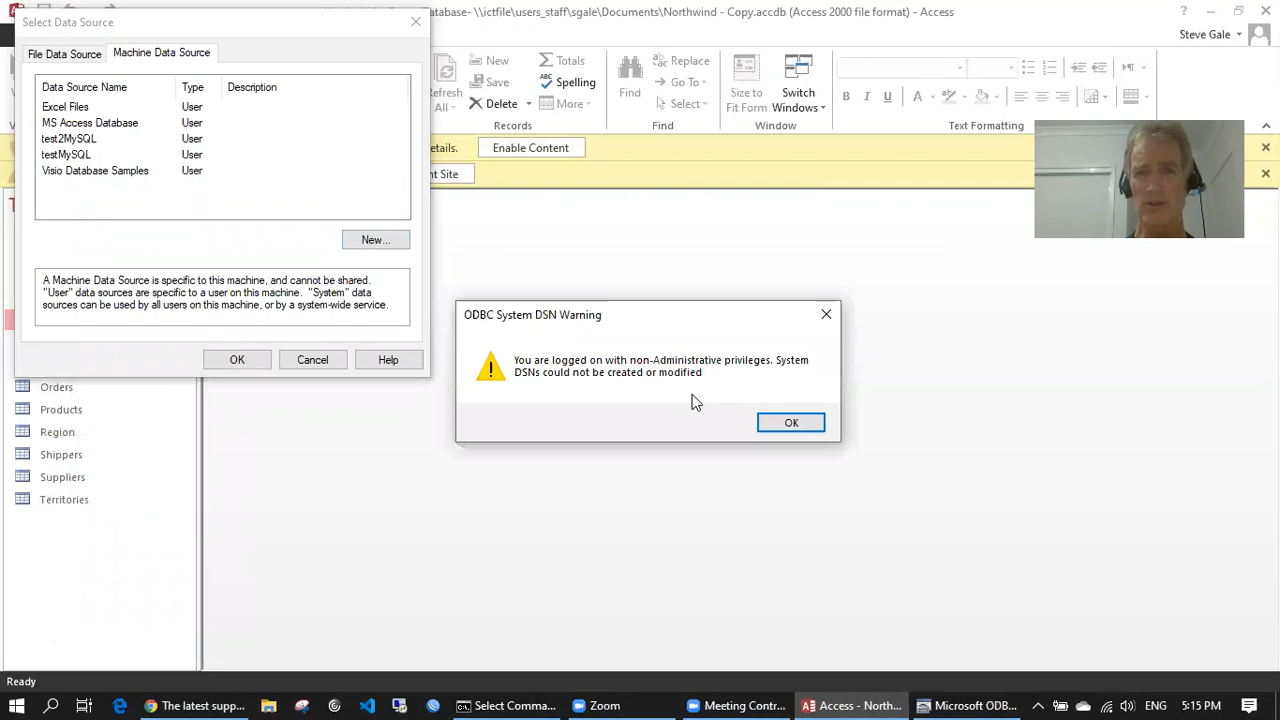 Select Data Source
atabase- \\ictfile\users_staff\sgale\Documents\Northwind - Copy.accdb (Access 2000 file format) - Access
?
Steve Gale
File Data Source
Machine Data Source
Data Source Name
Type
Description
Excel Files
User
MS Access Database
User
test2MySQL
User
testMySQL
User
Visio Database Samples
User
New...
A Machine Data Source is specific to this machine, and cannot be shared.
"User" data sources are specific to a user on this machine. "System" data
sources can be used by all users on this machine, or by a system-wide service.
OK
Cancel
Help
efresh
All
New
Save
Delete
Totals
Spelling
More
Records
Find
Replace
Go To
Select
Find
Size to
Fit Form
Switch
Windows
Window
B I U A
Text Formatting
etails.
Enable Content
nt Site
ODBC System DSN Warning
You are logged on with non-Administrative privileges. System
DSNs could not be created or modified
OK
Orders
Products
Region
Shippers
Suppliers
Territories
Ready
The latest supp...
Select Comma...
Zoom
Meeting Contr...
Access - North...
Microsoft ODB...
5:15 PM